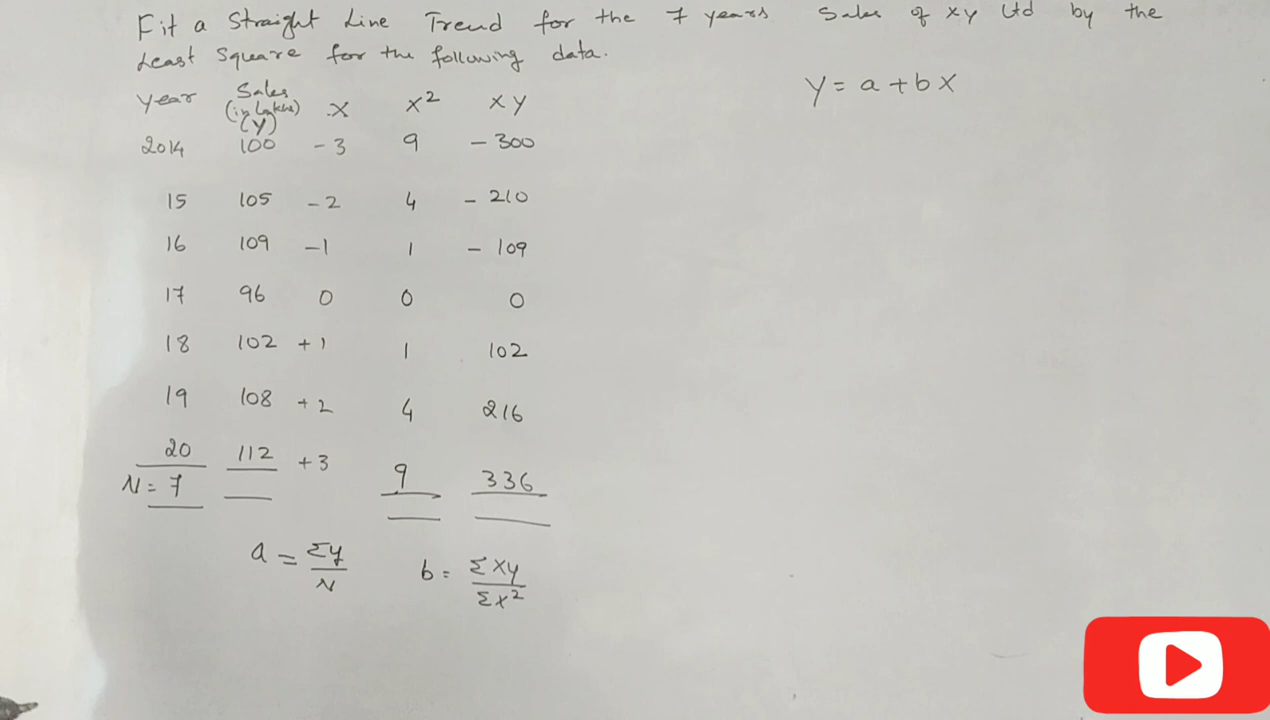 Fit a Straight Line Trend for the 7 years Sales of xy Ltd by the
Least Square for the following data.
Y = a + b X
Year Sales (in Lakhs) (Y) X X² XY
2014 100 - 3 9 - 300
15 105 - 2 4 - 210
16 109 - 1 1 - 109
17 96 0 0 0
18 102 + 1 1 102
19 108 + 2 4 216
20 112 + 3 9 336
N = 7
a = Σy / N b = Σxy / Σx²